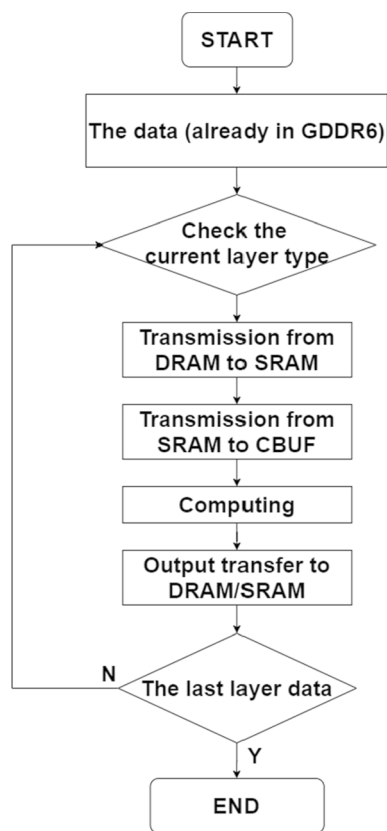 START
The data (already in GDDR6)
Check the
current layer type
Transmission from
DRAM to SRAM
Transmission from
SRAM to CBUF
Computing
Output transfer to
DRAM/SRAM
N
The last layer data
Y
END